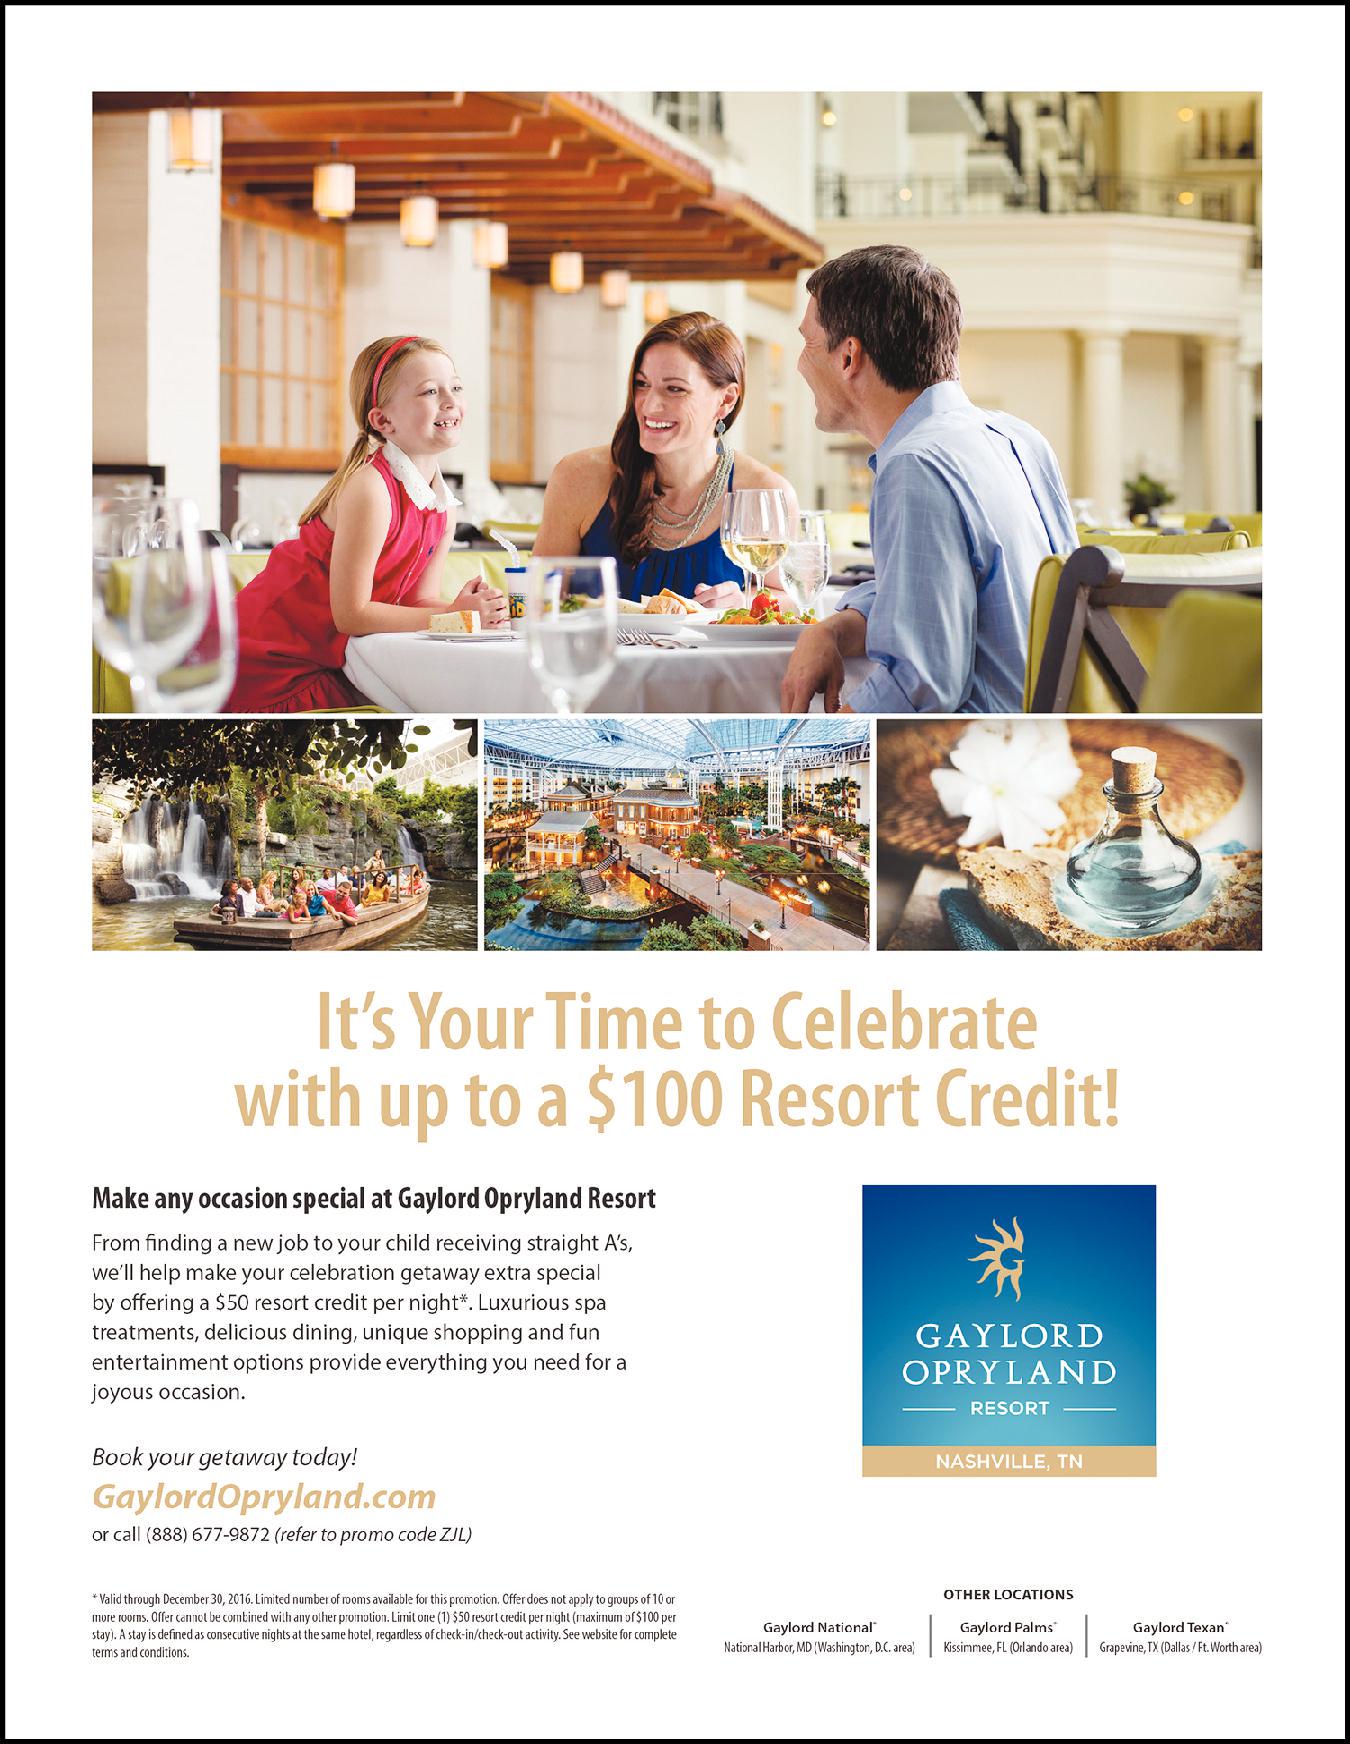 It's Your Time to Celebrate
with up to a $100 Resort Credit!
Make any occasion special at Gaylord Opryland Resort
From finding a new job to your child receiving straight A's,
we'll help make your celebration getaway extra special
by offering a $50 resort credit per night*. Luxurious spa
treatments, delicious dining, unique shopping and fun
entertainment options provide everything you need for a
joyous occasion.
Book your getaway today!
GaylordOpryland.com
or call (888) 677-9872 (refer to promo code ZJL)
* Valid through December 30, 2016. Limited number of rooms available for this promotion. Offer does not apply to groups of 10 or
more rooms. Offer cannot be combined with any other promotion. Limit one (1) $50 resort credit per night (maximum of $100 per
stay). A stay is defined as consecutive nights at the same hotel, regardless of check-in/check-out activity. See website for complete
terms and conditions.
GAYLORD
OPRYLAND
RESORT
NASHVILLE, TN
OTHER LOCATIONS
Gaylord National
National Harbor, MD (Washington, D.C. area)
Gaylord Palms
Kissimmee, FL (Orlando area)
Gaylord Texan
Grapevine, TX (Dallas / Ft. Worth area)